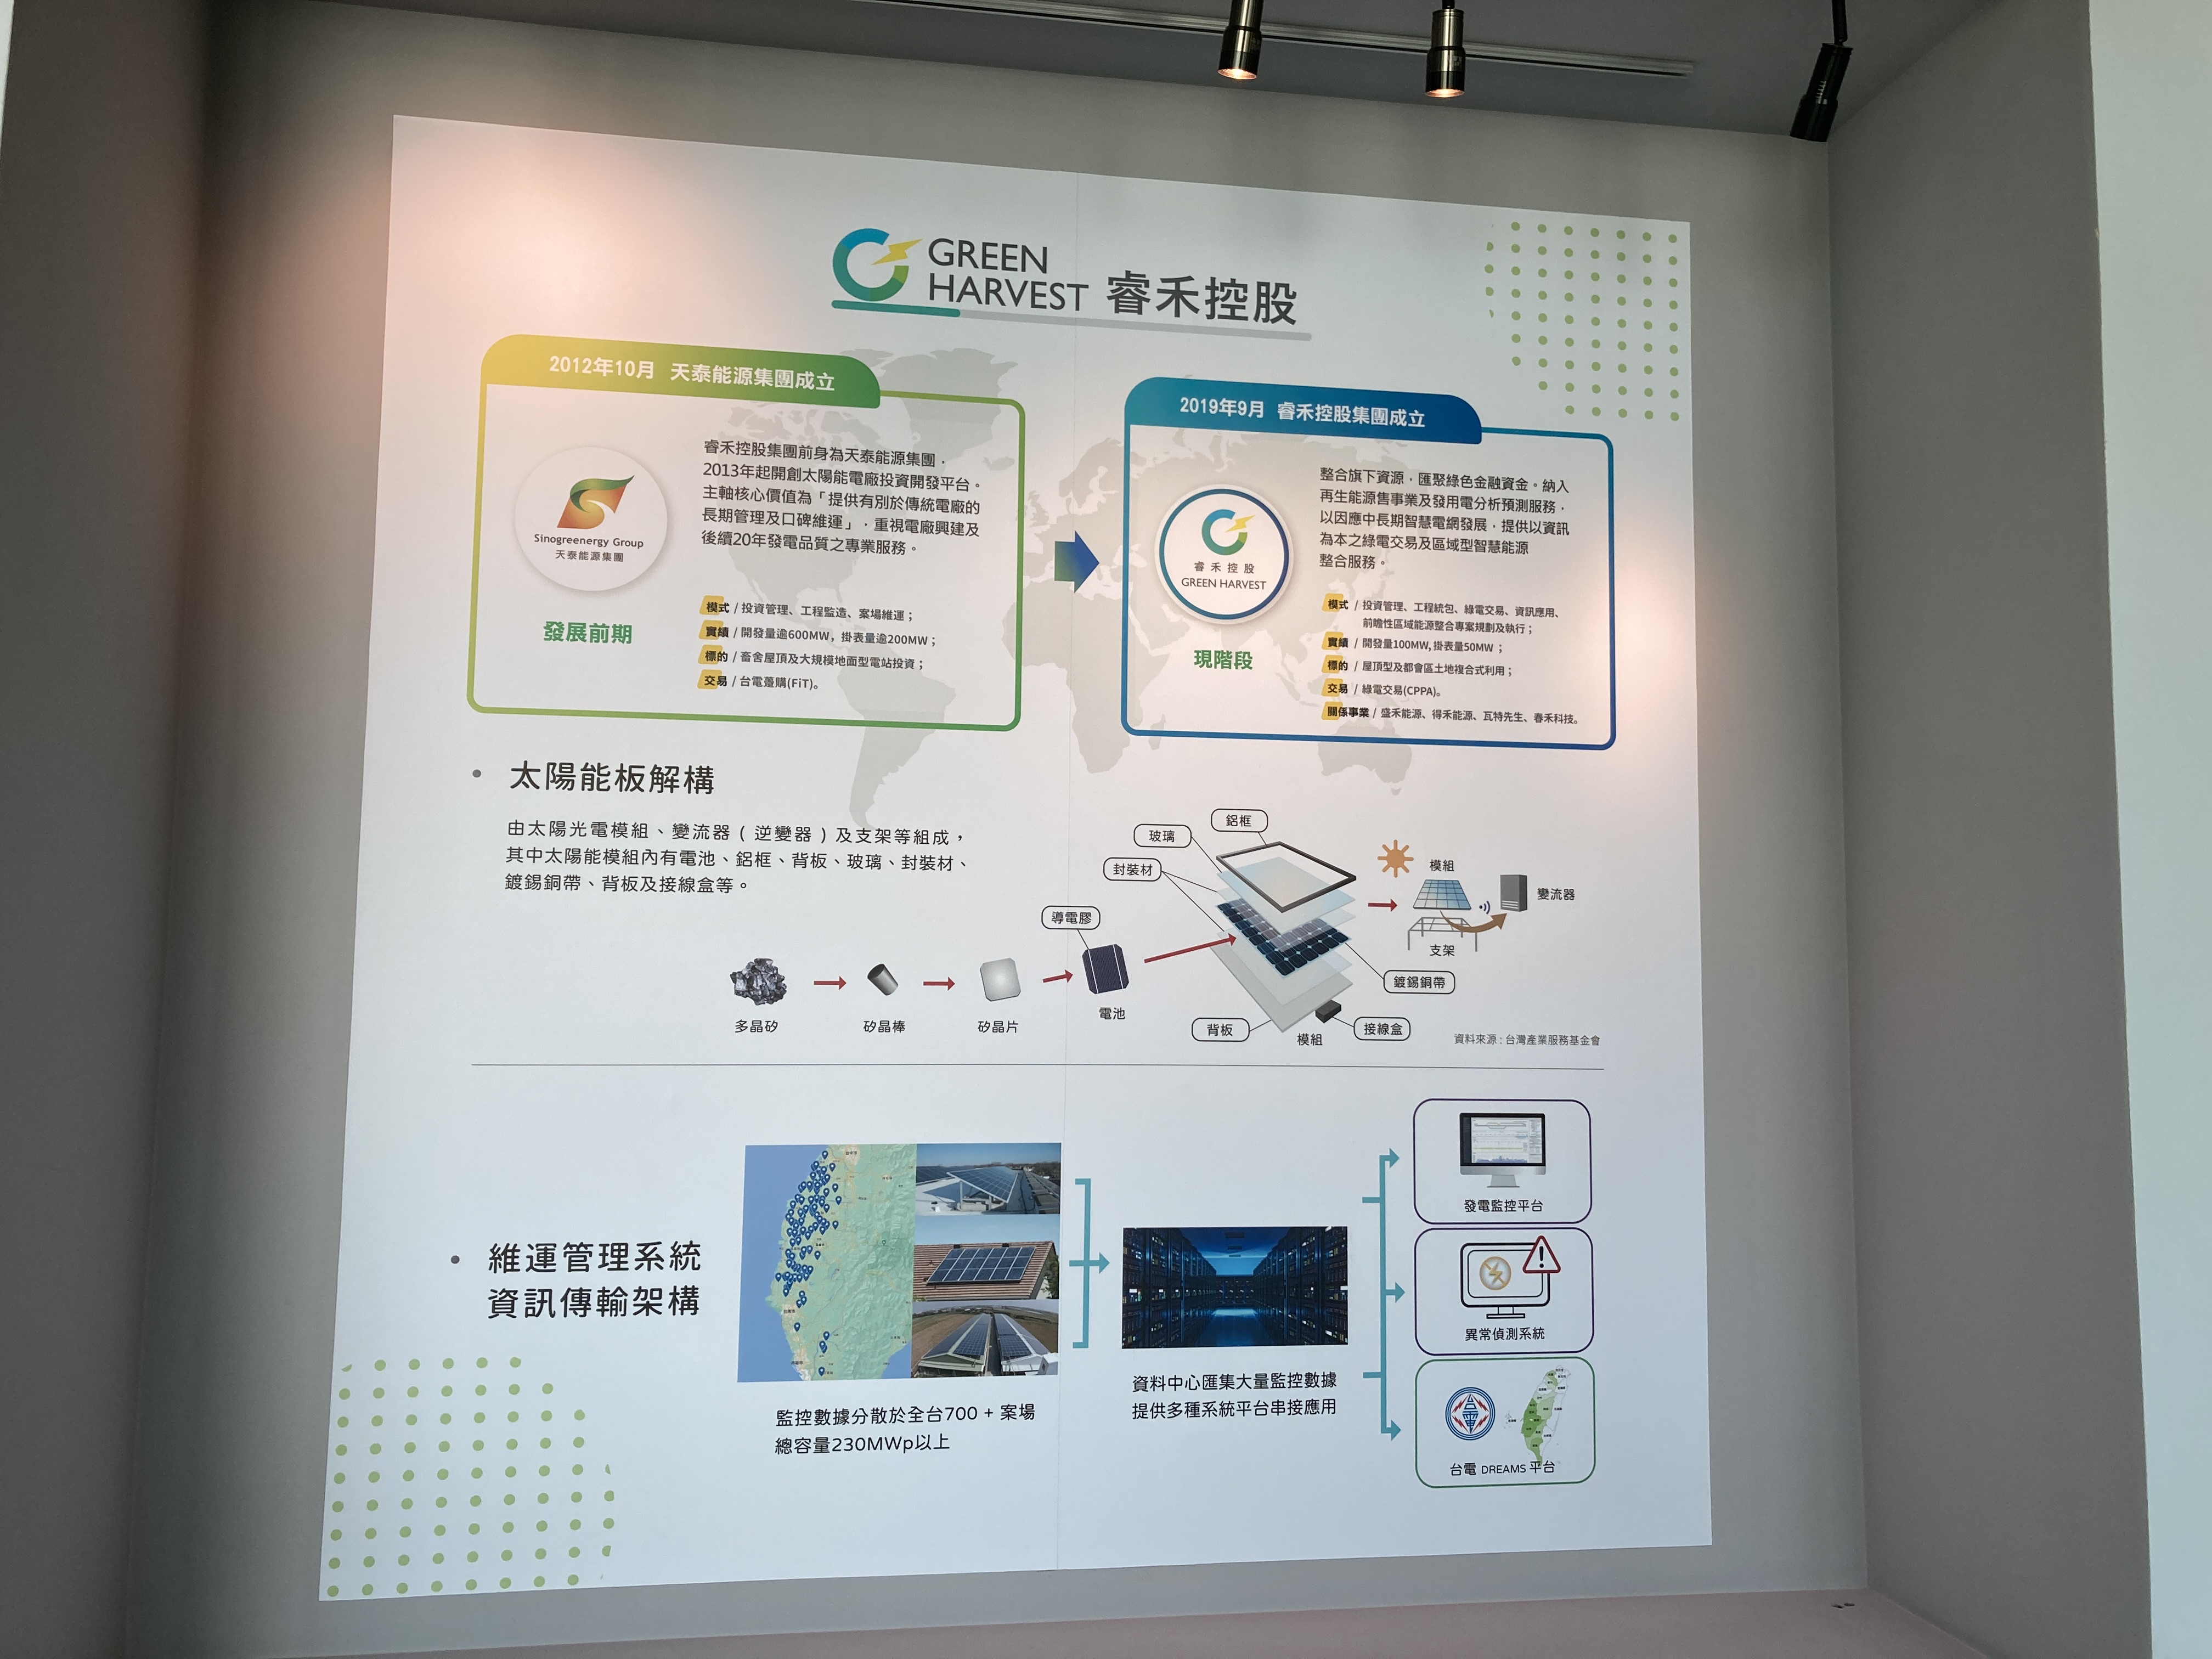 GREEN
HARVEST 睿禾控股
2012年10月 天泰能源集團成立
Sinogreenergy Group
天泰能源集團
發展前期
睿禾控股集團前身為天泰能源集團，
2013年起開創太陽能電廠投資開發平台。
主軸核心價值為「提供有別於傳統電廠的
長期管理及口碑維運」，重視電廠興建及
後續20年發電品質之專業服務。
模式 / 投資管理、工程監造、案場維運；
實績 / 開發量逾600MW，掛表量逾200MW；
標的 / 畜舍屋頂及大規模地面型電站投資；
交易 / 台電躉購(FiT)。
2019年9月 睿禾控股集團成立
睿禾控股
GREEN HARVEST
現階段
整合旗下資源，匯聚綠色金融資金。納入
再生能源售事業及發用電分析預測服務，
以因應中長期智慧電網發展，提供以資訊
為本之綠電交易及區域型智慧能源
整合服務。
模式 / 投資管理、工程統包、綠電交易、資訊應用、
前瞻性區域能源整合專案規劃及執行；
實績 / 開發量100MW, 掛表量50MW；
標的 / 屋頂型及都會區土地複合式利用；
交易 / 綠電交易(CPPA)。
關係事業 / 盛禾能源、得禾能源、瓦特先生、春禾科技。
• 太陽能板解構
由太陽光電模組、變流器（逆變器）及支架等組成，
其中太陽能模組內有電池、鋁框、背板、玻璃、封裝材、
鍍錫銅帶、背板及接線盒等。
多晶矽
矽晶棒
矽晶片
導電膠
電池
封裝材
玻璃
鋁框
鍍錫銅帶
背板
模組
接線盒
模組
變流器
支架
資料來源 : 台灣產業服務基金會
• 維運管理系統
資訊傳輸架構
監控數據分散於全台700 + 案場
總容量230MWp以上
資料中心匯集大量監控數據
提供多種系統平台串接應用
發電監控平台
異常偵測系統
台電 DREAMS 平台